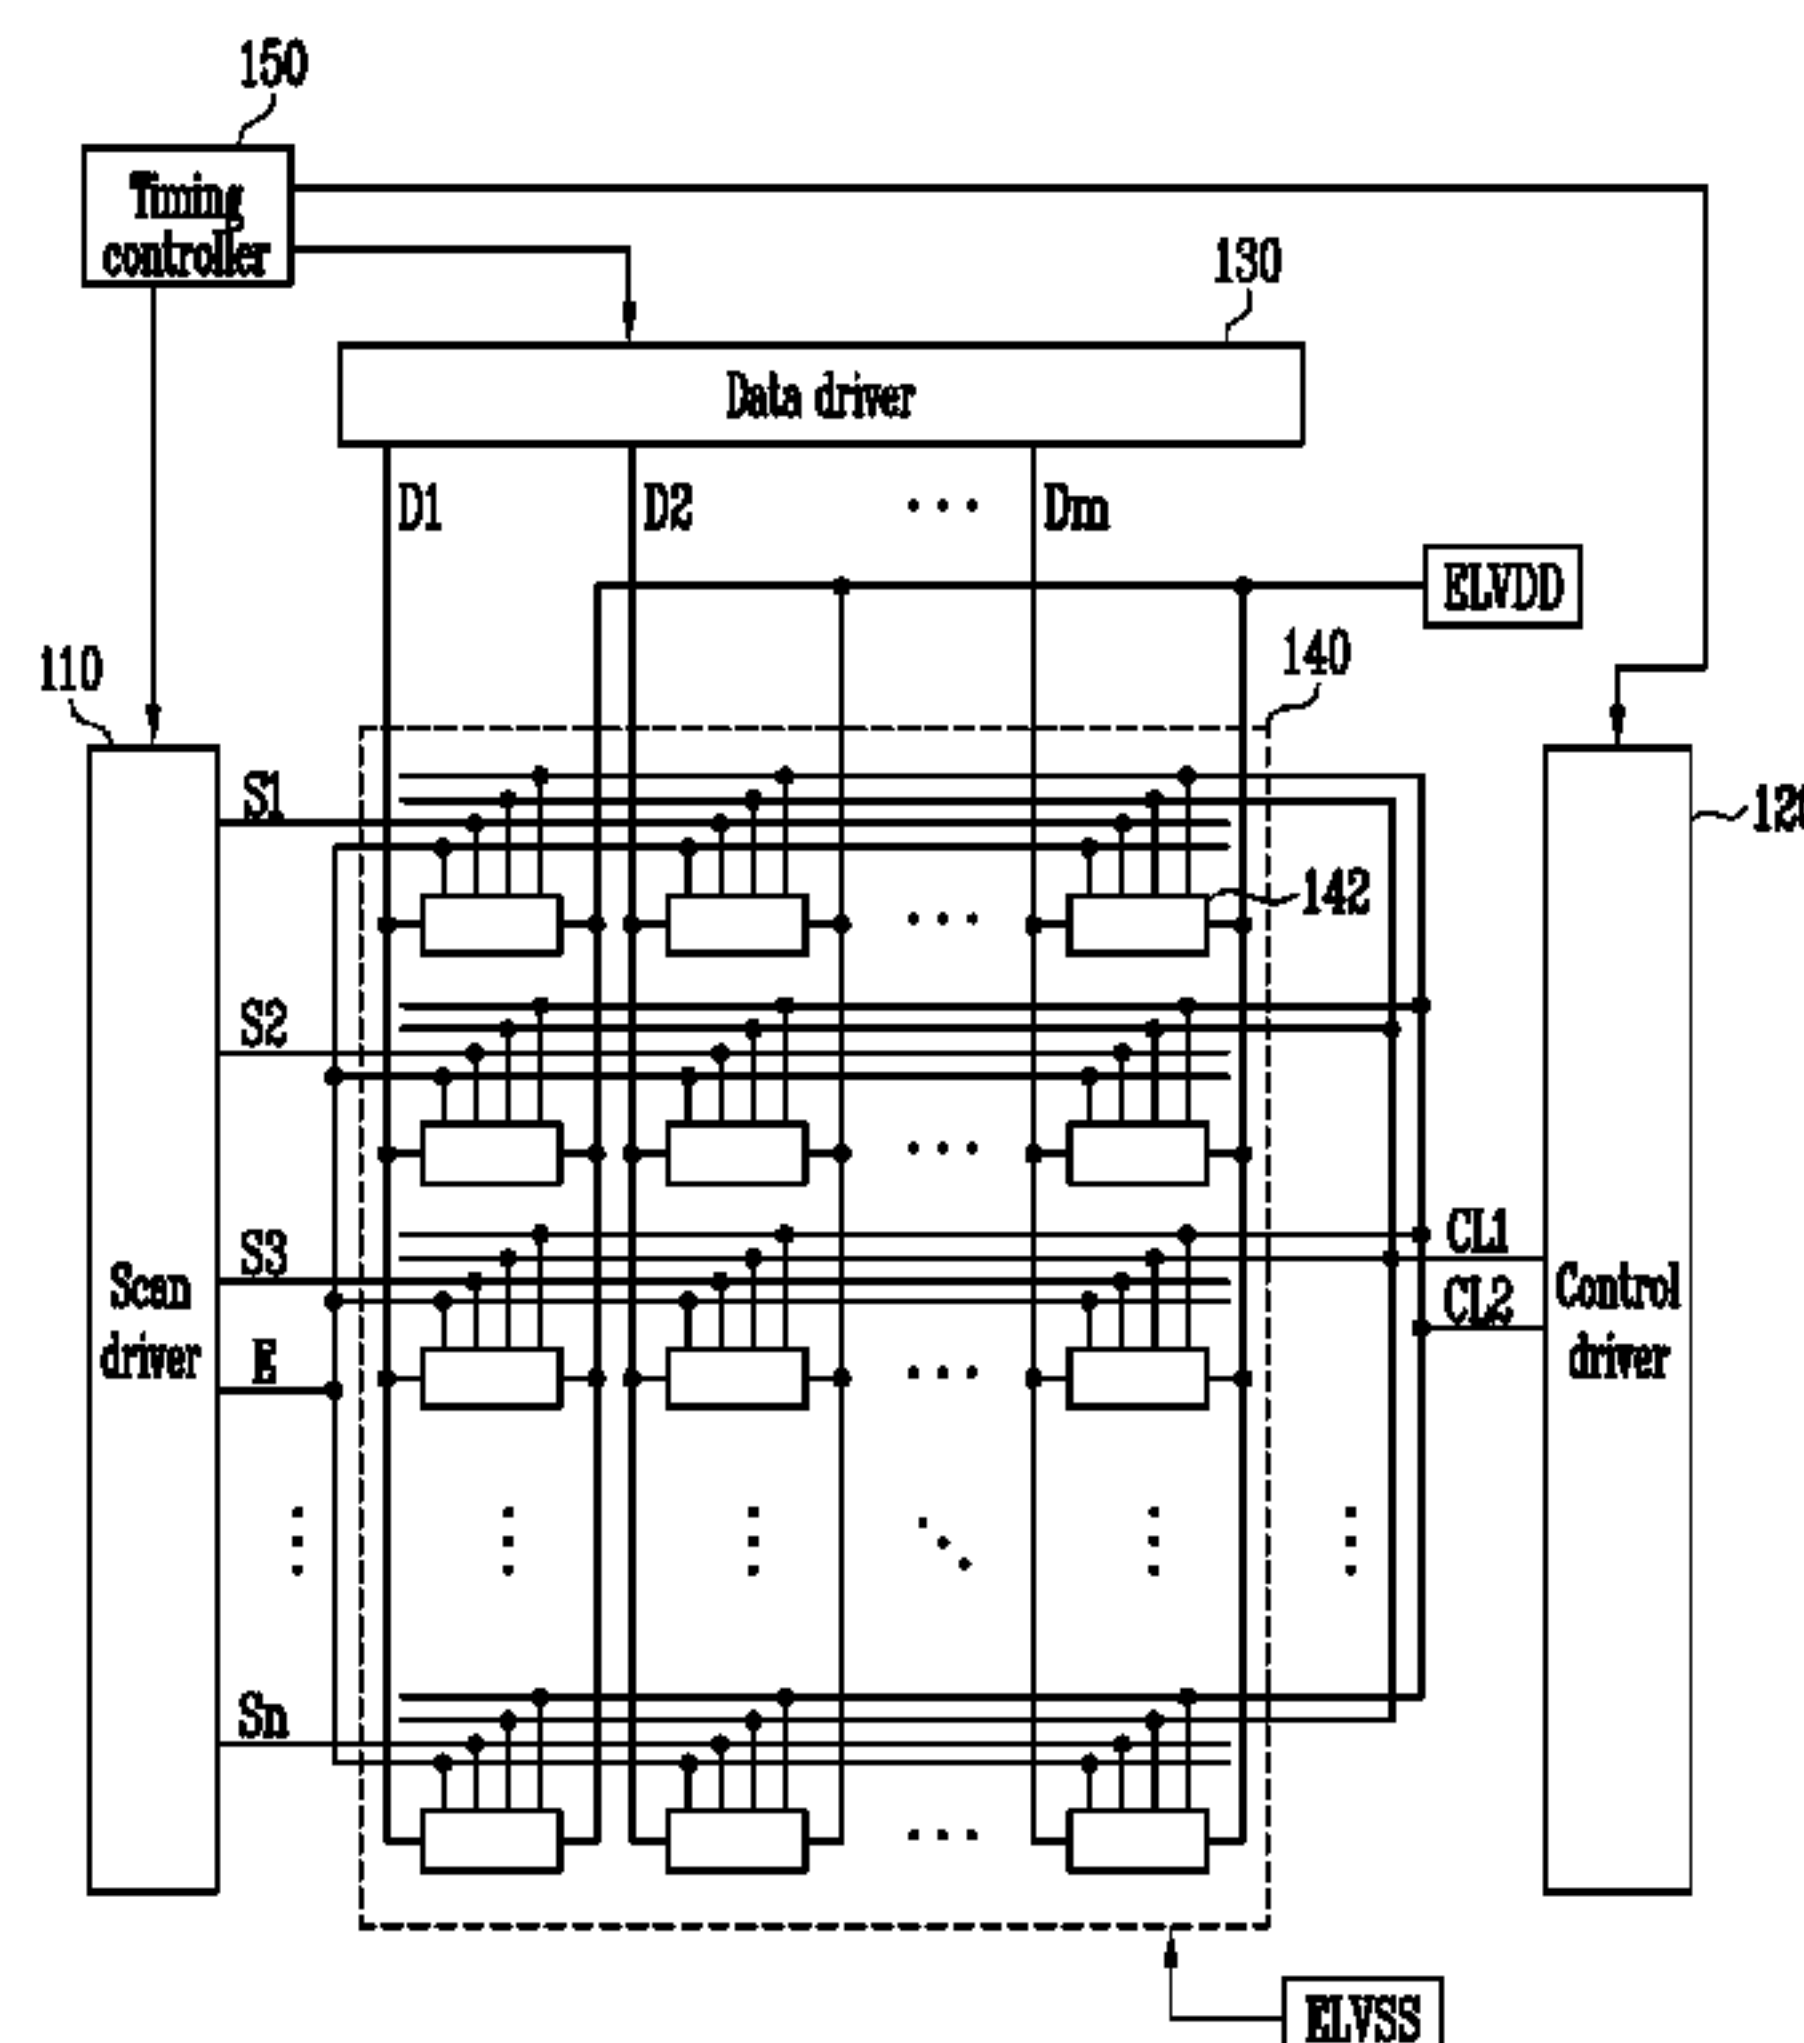 150
Timing
controller
130
Data driver
D1
D2
Dm
ELVDD
140
110
S1
142
S2
S3
CL1
Scan
driver
Control
driver
CL2
E
Sn
ELVSS